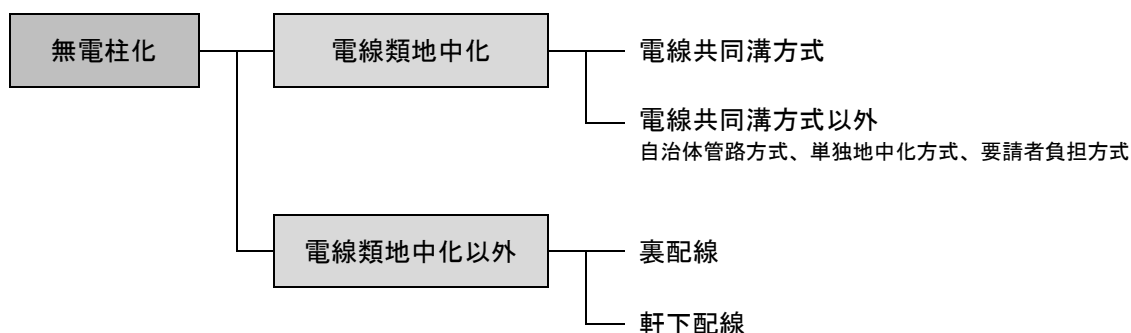 無電柱化
電線類地中化
電線共同溝方式
電線共同溝方式以外
自治体管路方式、単独地中化方式、要請者負担方式
電線類地中化以外
裏配線
軒下配線